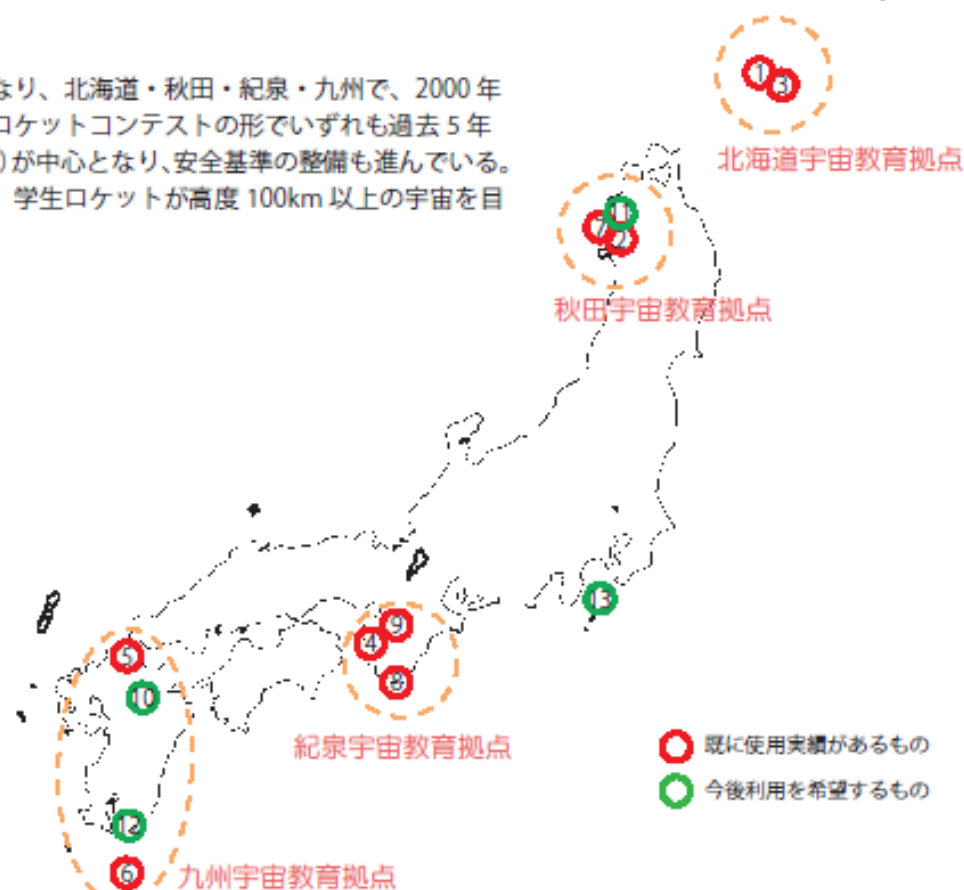 なり、北海道・秋田・紀泉・九州で、2000 年
ロケットコンテストの形でいずれも過去 5 年
)が中心となり、安全基準の整備も進んでいる。
学生ロケットが高度 100km 以上の宇宙を目
1
3
北海道宇宙教育拠点
11
7
2
秋田宇宙教育拠点
13
9
4
8
紀泉宇宙教育拠点
5
10
12
6
九州宇宙教育拠点
既に使用実績があるもの
今後利用を希望するもの